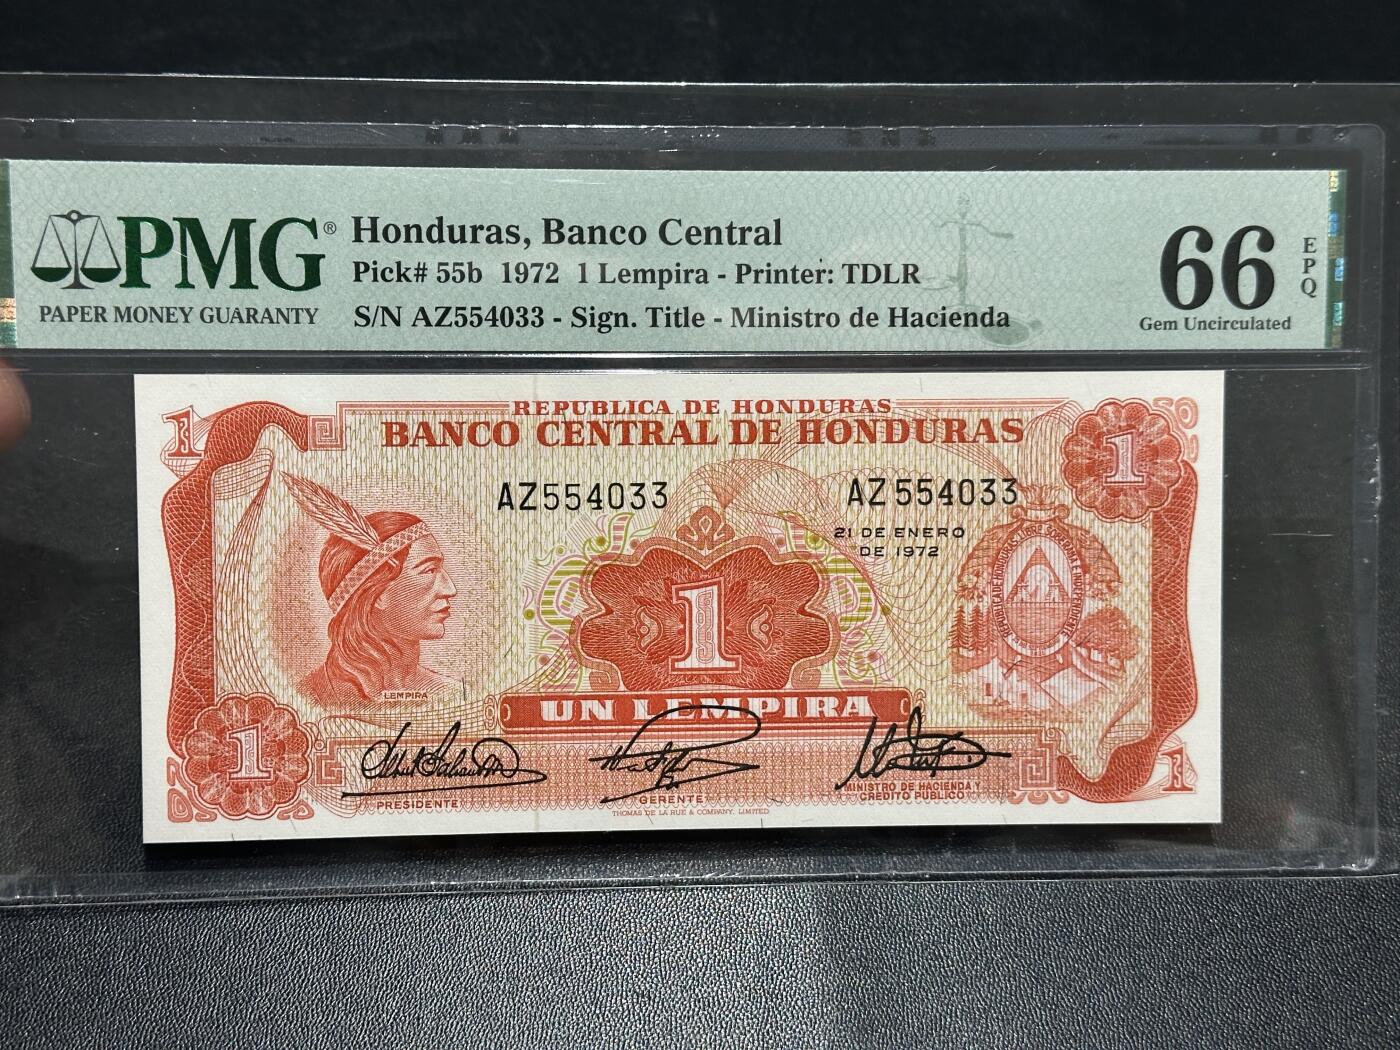 PMG®
PAPER MONEY GUARANTY
Honduras, Banco Central
Pick# 55b 1972 1 Lempira - Printer: TDLR
S/N AZ554033 - Sign. Title - Ministro de Hacienda
66
EPQ
Gem Uncirculated
REPUBLICA DE HONDURAS
1
BANCO CENTRAL DE HONDURAS
1
AZ554033
AZ554033
21 DE ENERO
DE 1972
1
LEMPIRA
UN LEMPIRA
1
1
PRESIDENTE
GERENTE
MINISTRO DE HACIENDA Y
CREDITO PUBLICO
THOMAS DE LA RUE & COMPANY, LIMITED